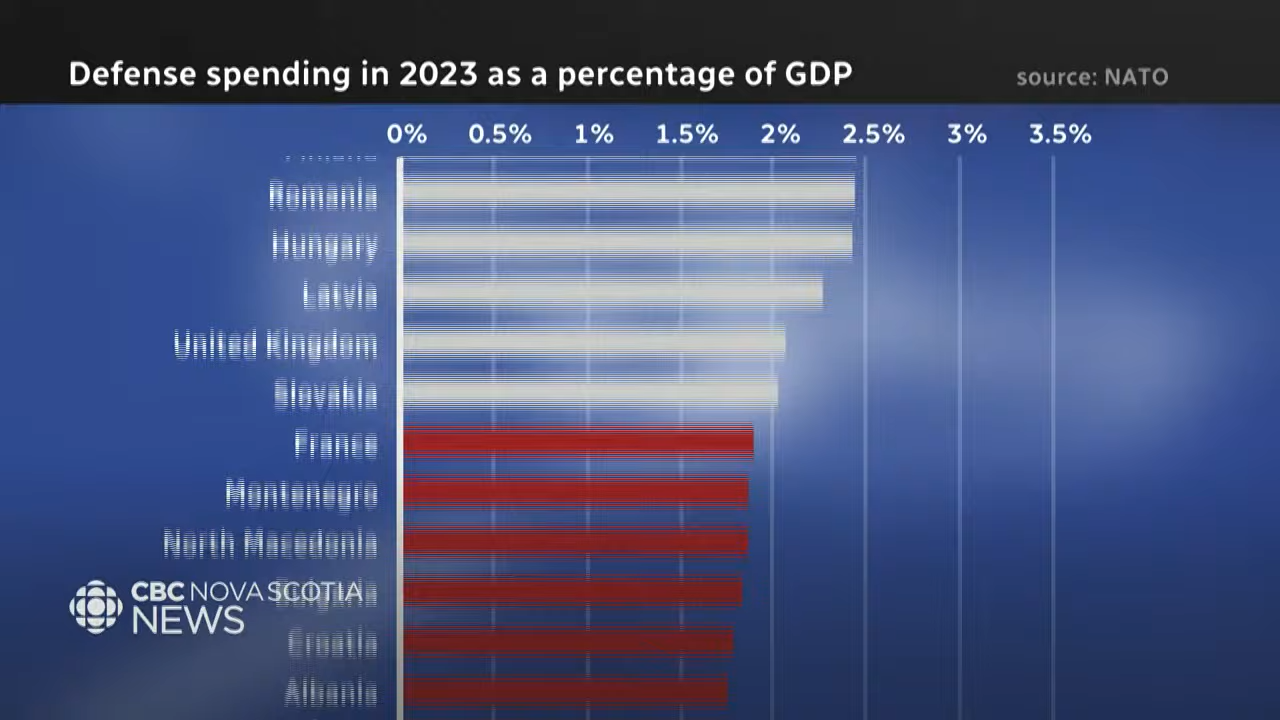 Defense spending in 2023 as a percentage of GDP
source: NATO
0% 0.5% 1% 1.5% 2% 2.5% 3% 3.5%
Romania
Hungary
Latvia
United Kingdom
Slovakia
France
Montenegro
North Macedonia
CBC NOVA SCOTIA
NEWS
Croatia
Albania